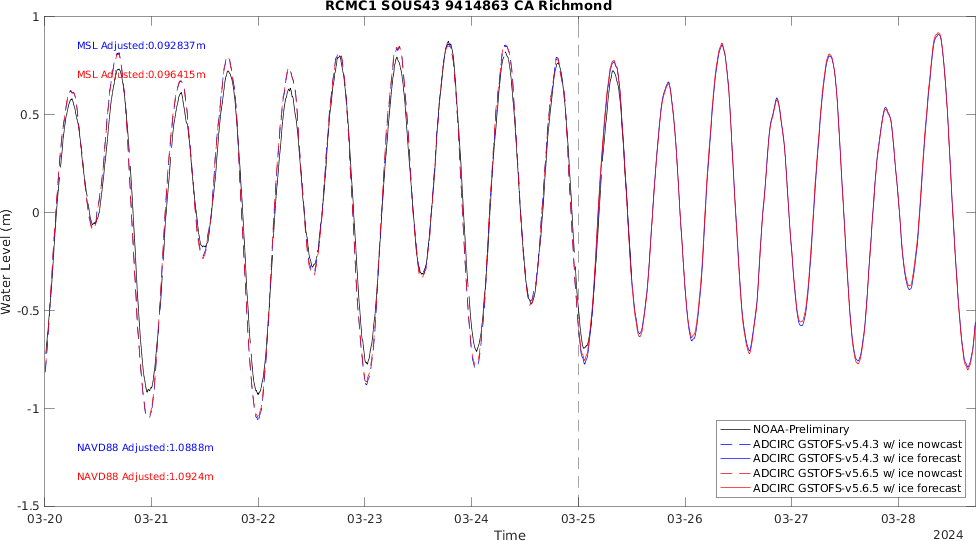 RCMC1 SOUS43 9414863 CA Richmond
MSL Adjusted:0.092837m
MSL Adjusted:0.096415m
NAVD88 Adjusted:1.0888m
NAVD88 Adjusted:1.0924m
Water Level (m)
1
0.5
0
-0.5
-1
-1.5
NOAA-Preliminary
ADCIRC GSTOFS-v5.4.3 w/ ice nowcast
ADCIRC GSTOFS-v5.4.3 w/ ice forecast
ADCIRC GSTOFS-v5.6.5 w/ ice nowcast
ADCIRC GSTOFS-v5.6.5 w/ ice forecast
03-20 03-21 03-22 03-23 03-24 03-25 03-26 03-27 03-28
Time
2024